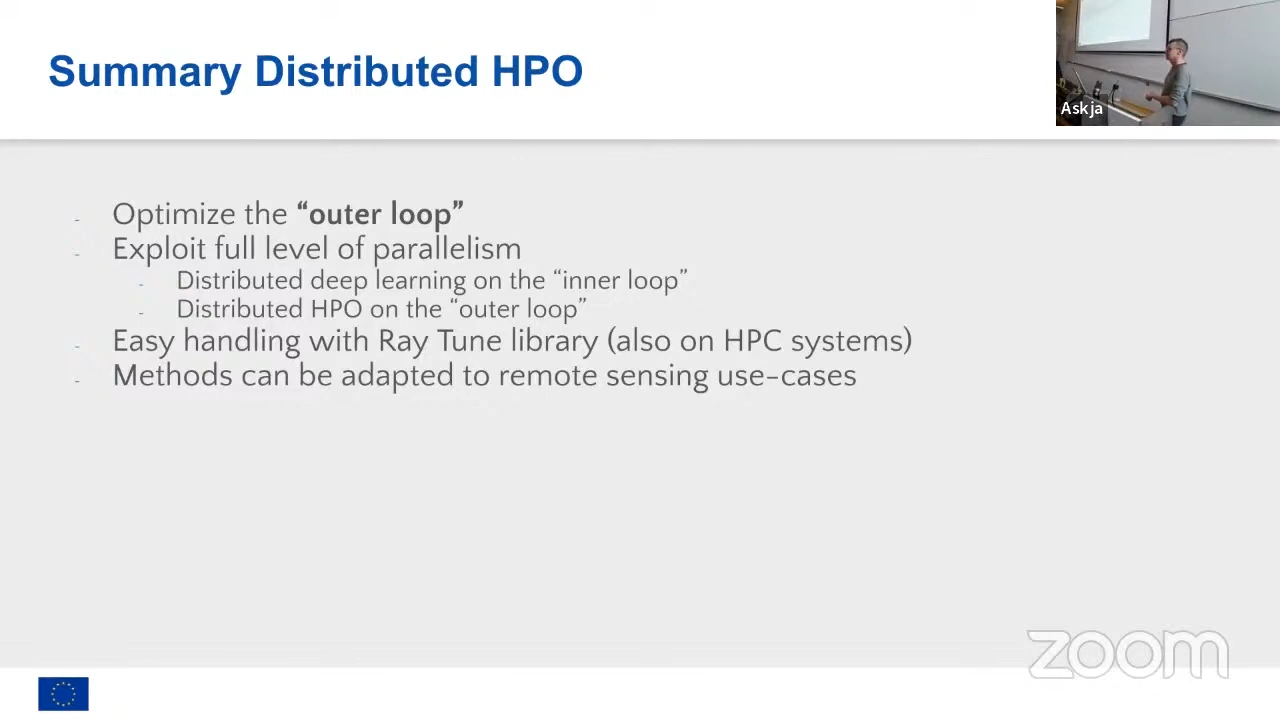 Summary Distributed HPO
Askja
- Optimize the “outer loop”
- Exploit full level of parallelism
- Distributed deep learning on the “inner loop”
- Distributed HPO on the “outer loop”
- Easy handling with Ray Tune library (also on HPC systems)
- Methods can be adapted to remote sensing use-cases
zoom